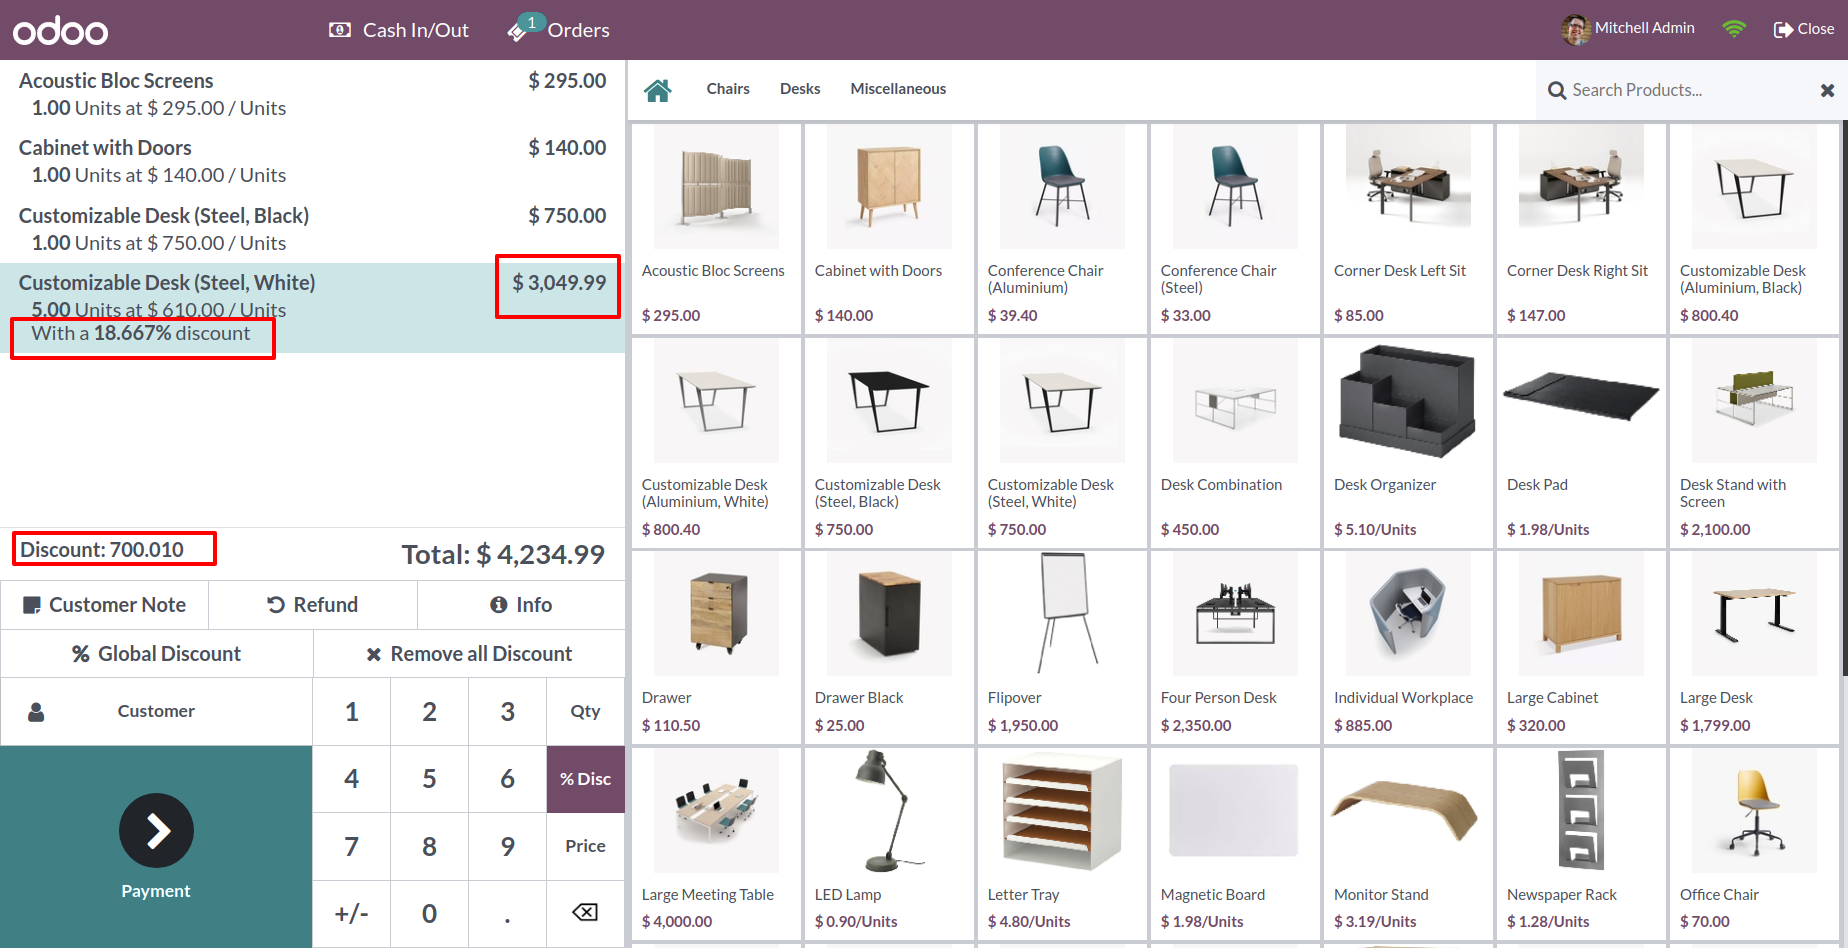 odoo
Cash In/Out
1
Orders
Mitchell Admin
Close
Acoustic Bloc Screens $ 295.00
1.00 Units at $ 295.00 / Units
Cabinet with Doors $ 140.00
1.00 Units at $ 140.00 / Units
Customizable Desk (Steel, Black) $ 750.00
1.00 Units at $ 750.00 / Units
Customizable Desk (Steel, White) $ 3,049.99
5.00 Units at $ 610.00 / Units
With a 18.667% discount
Discount: 700.010
Total: $ 4,234.99
Customer Note
Refund
Info
Global Discount
Remove all Discount
Customer
Payment
1 2 3 Qty
4 5 6 % Disc
7 8 9 Price
+/- 0 .
Chairs
Desks
Miscellaneous
Search Products...
Acoustic Bloc Screens
$ 295.00
Cabinet with Doors
$ 140.00
Conference Chair
(Aluminium)
$ 39.40
Conference Chair
(Steel)
$ 33.00
Corner Desk Left Sit
$ 85.00
Corner Desk Right Sit
$ 147.00
Customizable Desk
(Aluminium, Black)
$ 800.40
Customizable Desk
(Aluminium, White)
$ 800.40
Customizable Desk
(Steel, Black)
$ 750.00
Customizable Desk
(Steel, White)
$ 750.00
Desk Combination
$ 450.00
Desk Organizer
$ 5.10/Units
Desk Pad
$ 1.98/Units
Desk Stand with
Screen
$ 2,100.00
Drawer
$ 110.50
Drawer Black
$ 25.00
Flipover
$ 1,950.00
Four Person Desk
$ 2,350.00
Individual Workplace
$ 885.00
Large Cabinet
$ 320.00
Large Desk
$ 1,799.00
Large Meeting Table
$ 4,000.00
LED Lamp
$ 0.90/Units
Letter Tray
$ 4.80/Units
Magnetic Board
$ 1.98/Units
Monitor Stand
$ 3.19/Units
Newspaper Rack
$ 1.28/Units
Office Chair
$ 70.00